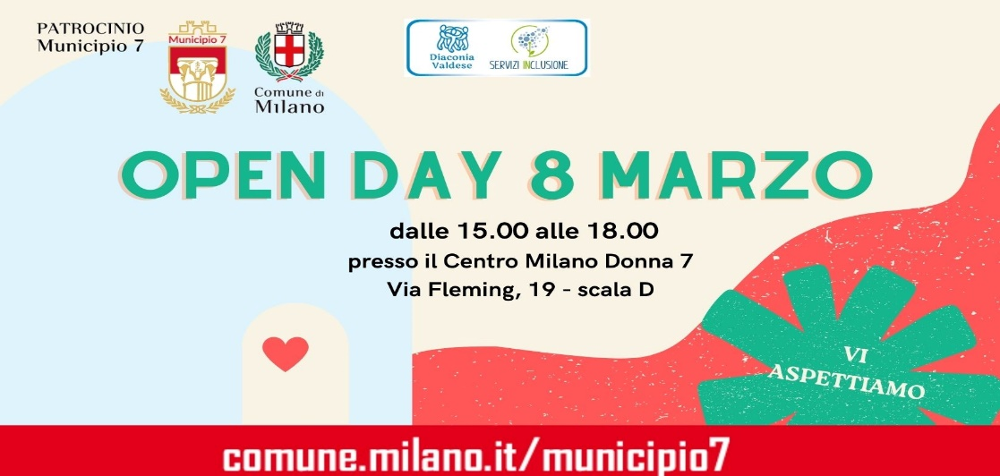 PATROCINIO
Municipio 7
Municipio 7
Comune di
Milano
Diaconia
Valdese
SERVIZI INCLUSIONE
OPEN DAY 8 MARZO
dalle 15.00 alle 18.00
presso il Centro Milano Donna 7
Via Fleming, 19 - scala D
VI
ASPETTIAMO
comune.milano.it/municipio7